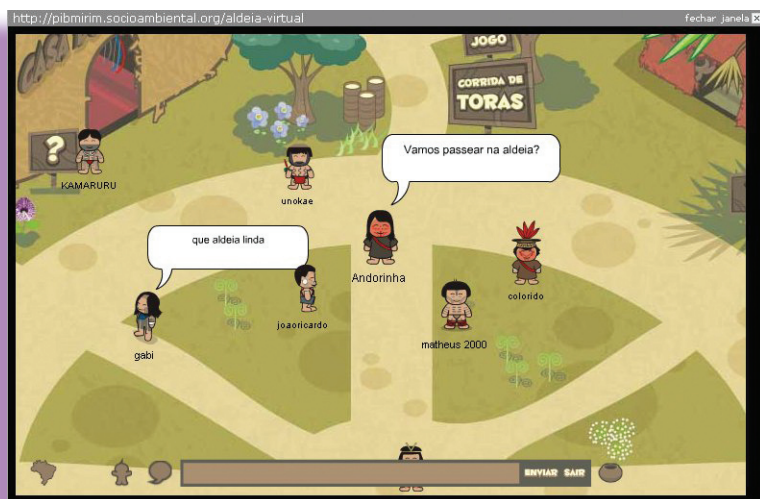 http://pibmirim.socioambiental.org/aldeia-virtual
fechar janela
JOGO
CORRIDA DE
TORAS
?
KAMARURU
unokae
Vamos passear na aldeia?
que aldeia linda
Andorinha
colorido
joaoricardo
matheus 2000
gabi
ENVIAR SAIR